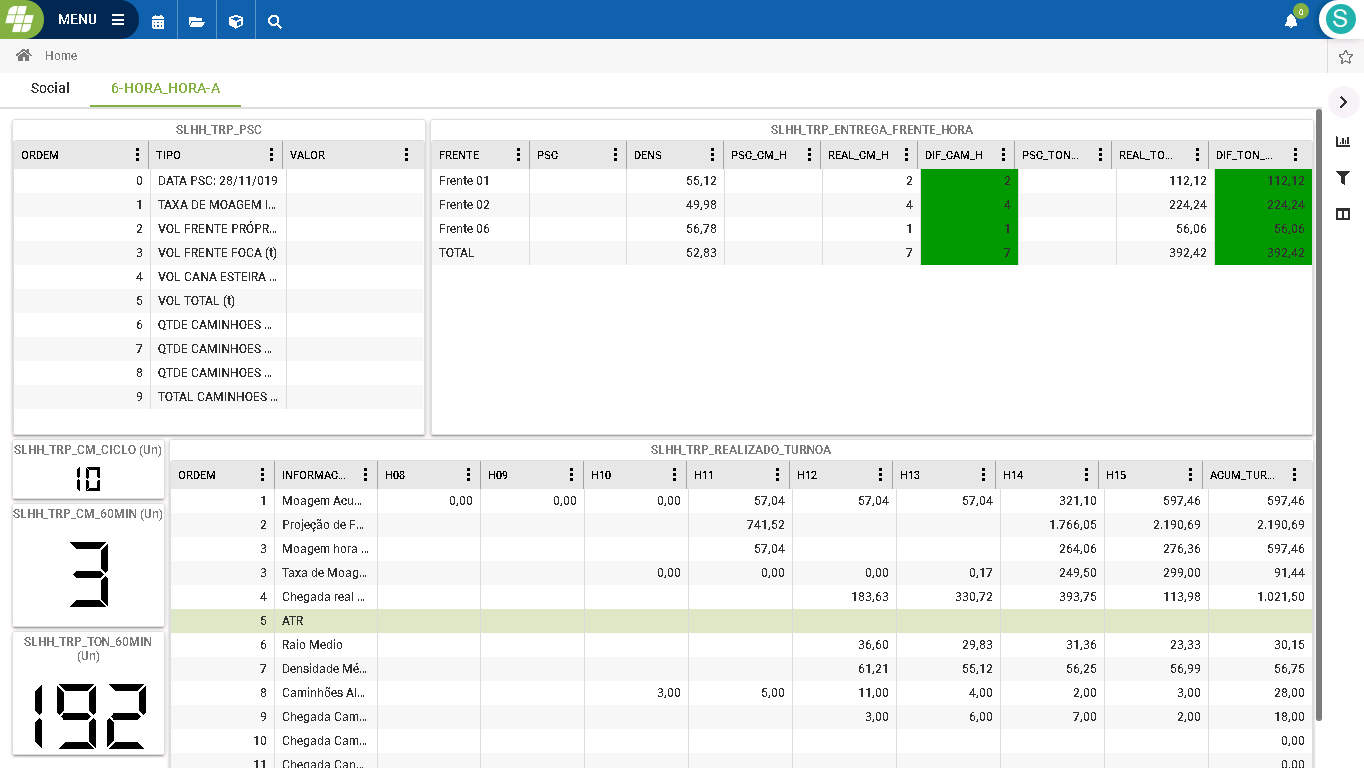 MENU
0
S
Home
Social 6-HORA_HORA-A
SLHH_TRP_PSC
ORDEM TIPO VALOR
0 DATA PSC: 28/11/019
1 TAXA DE MOAGEM I...
2 VOL FRENTE PRÓPR...
3 VOL FRENTE FOCA (t)
4 VOL CANA ESTEIRA ...
5 VOL TOTAL (t)
6 QTDE CAMINHOES ...
7 QTDE CAMINHOES ...
8 QTDE CAMINHOES ...
9 TOTAL CAMINHOES ...
SLHH_TRP_ENTREGA_FRENTE_HORA
FRENTE PSC DENS PSC_CM_H REAL_CM_H DIF_CAM_H PSC_TON... REAL_TO... DIF_TON_...
Frente 01 55,12 2 2 112,12 112,12
Frente 02 49,98 4 4 224,24 224,24
Frente 06 56,78 1 1 56,06 56,06
TOTAL 52,83 7 7 392,42 392,42
SLHH_TRP_CM_CICLO (Un)
10
SLHH_TRP_CM_60MIN (Un)
3
SLHH_TRP_TON_60MIN
(Un)
192
SLHH_TRP_REALIZADO_TURNOA
ORDEM INFORMAC... H08 H09 H10 H11 H12 H13 H14 H15 ACUM_TUR...
1 Moagem Acu... 0,00 0,00 0,00 57,04 57,04 57,04 321,10 597,46 597,46
2 Projeção de F... 741,52 1.766,05 2.190,69 2.190,69
3 Moagem hora ... 57,04 264,06 276,36 597,46
3 Taxa de Moag... 0,00 0,00 0,00 0,17 249,50 299,00 91,44
4 Chegada real ... 183,63 330,72 393,75 113,98 1.021,50
5 ATR
6 Raio Medio 36,60 29,83 31,36 23,33 30,15
7 Densidade Mé... 61,21 55,12 56,25 56,99 56,75
8 Caminhões Al... 3,00 5,00 11,00 4,00 2,00 3,00 28,00
9 Chegada Cam... 3,00 6,00 7,00 2,00 18,00
10 Chegada Cam... 0,00
11 Chegada Can... 0,00